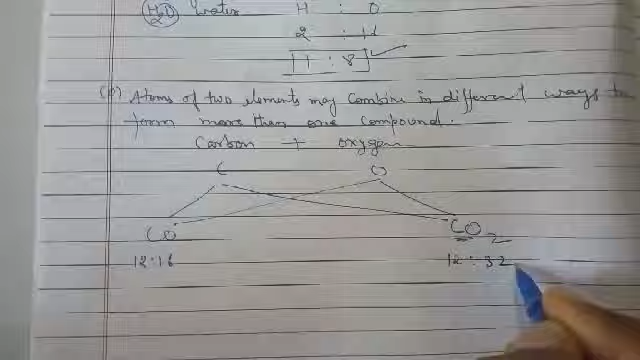 H2O Water H : O
2 : 16
1 : 8
(P) Atoms of two elements may combine in different ways to
form more than one compound.
Carbon + oxygen
C O
CO CO2
12:16 12 : 32